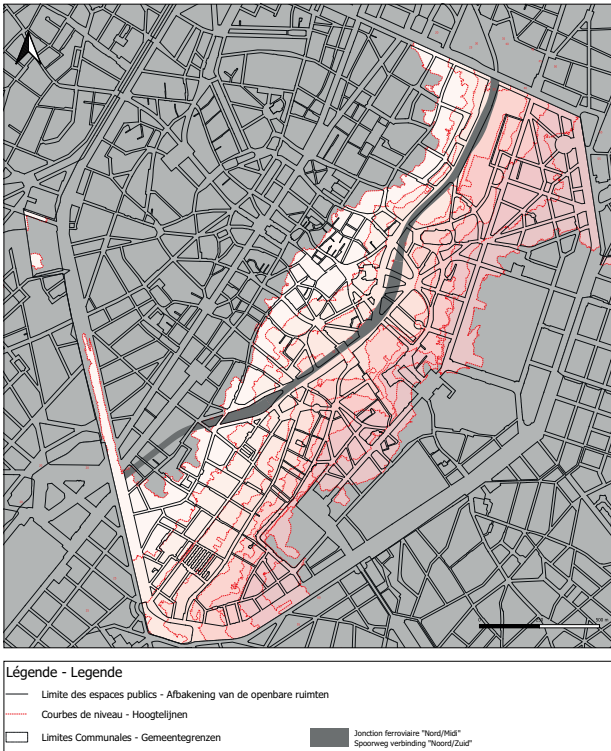 500 m
Légende - Legende
Limite des espaces publics - Afbakening van de openbare ruimten
Courbes de niveau - Hoogtelijnen
Limites Communales - Gemeentegrenzen
Jonction ferroviaire "Nord/Midi"
Spoorweg verbinding "Noord/Zuid"